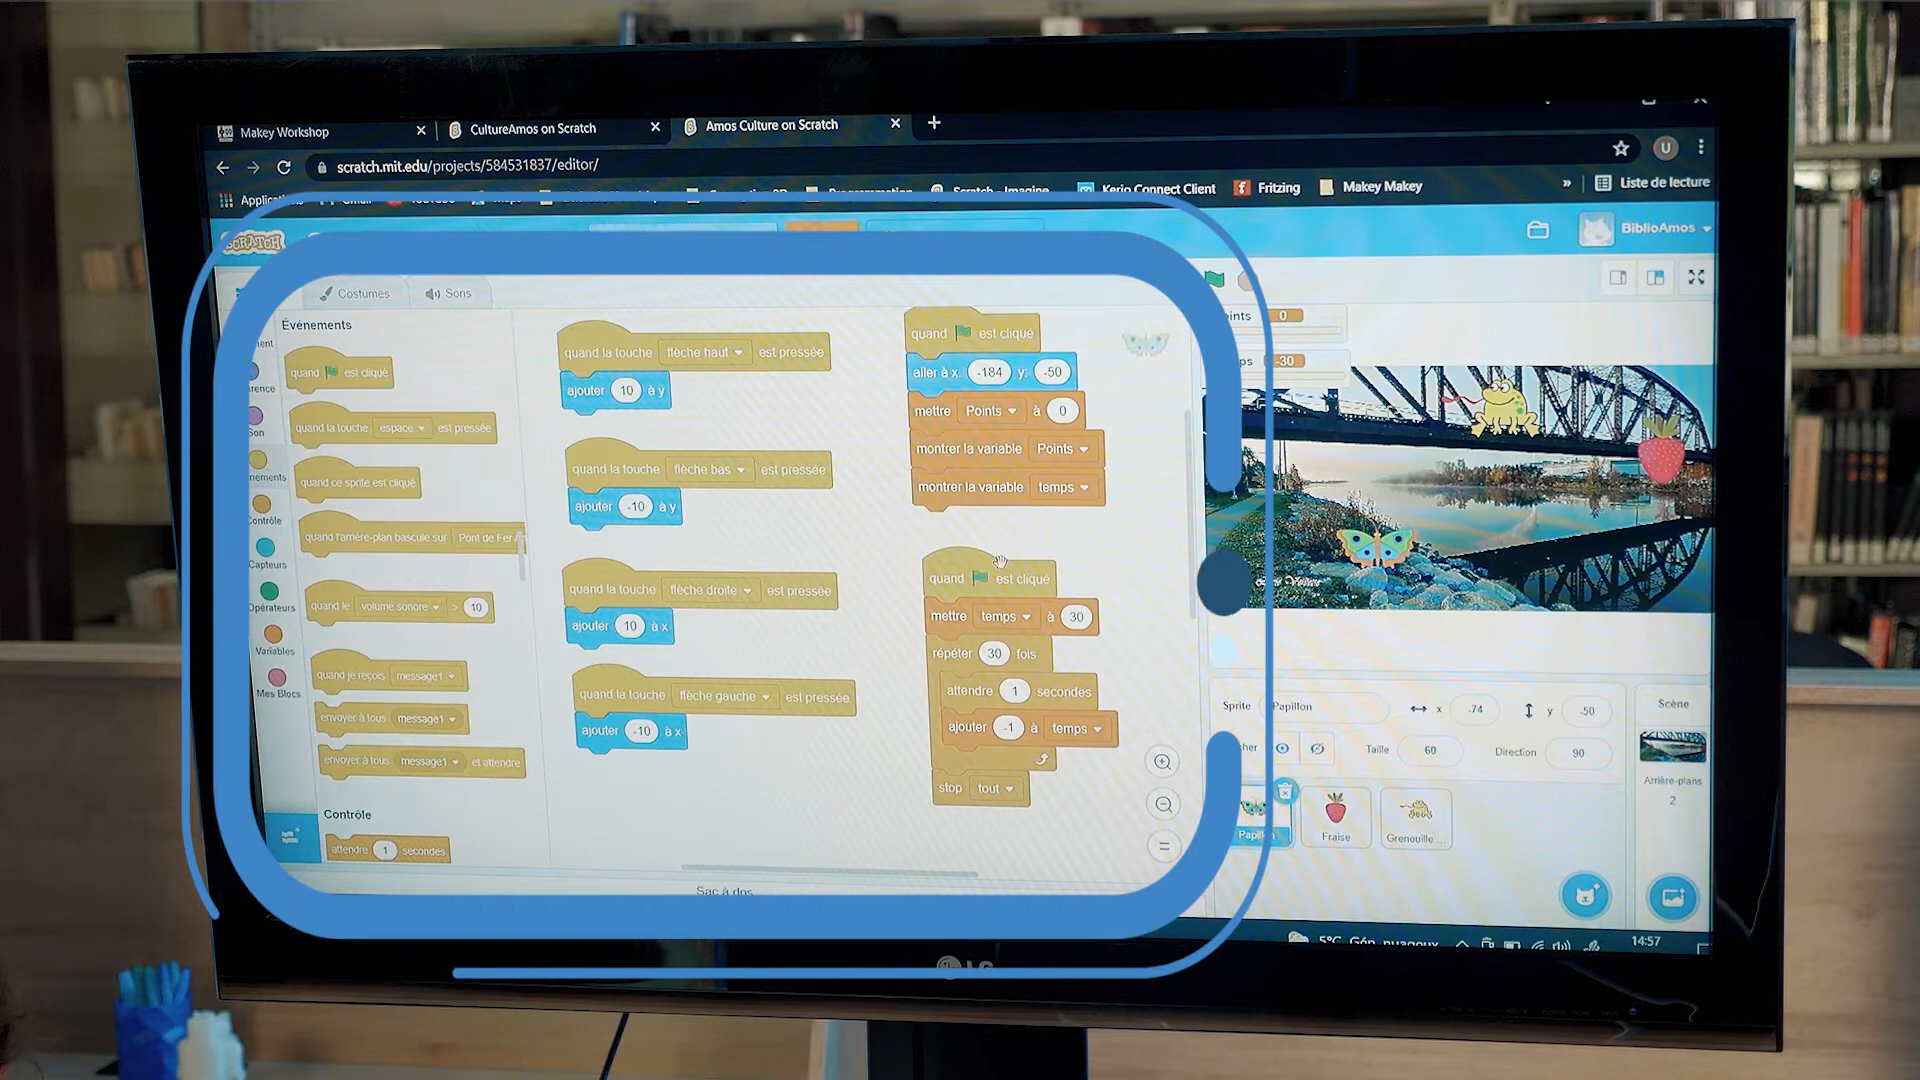 Makey Workshop
CultureAmos on Scratch
Amos Culture on Scratch
scratch.mit.edu/projects/584531837/editor/
U
Kerio Connect Client
Fritzing
Makey Makey
»
Liste de lecture
SCRATCH
BiblioAmos
Costumes
Sons
Événements
quand est cliqué
quand la touche espace est pressée
quand ce sprite est cliqué
quand l'arrière-plan bascule sur Pont de Fer
quand le volume sonore > 10
quand je reçois message1
envoyer à tous message1
envoyer à tous message1 et attendre
Contrôle
attendre 1 secondes
Son
Contrôle
Capteurs
Opérateurs
Variables
Mes Blocs
quand la touche flèche haut est pressée
ajouter 10 à y
quand la touche flèche bas est pressée
ajouter -10 à y
quand la touche flèche droite est pressée
ajouter 10 à x
quand la touche flèche gauche est pressée
ajouter -10 à x
quand est cliqué
aller à x: -184 y: -50
mettre Points à 0
montrer la variable Points
montrer la variable temps
quand est cliqué
mettre temps à 30
répéter 30 fois
attendre 1 secondes
ajouter -1 à temps
stop tout
Sac à dos
0
-30
Sprite Papillon x -74 y -50
Taille 60 Direction 90
Papillon
Fraise
Grenouille ...
Scène
Arrière-plans
2
5°C
14:57
LG